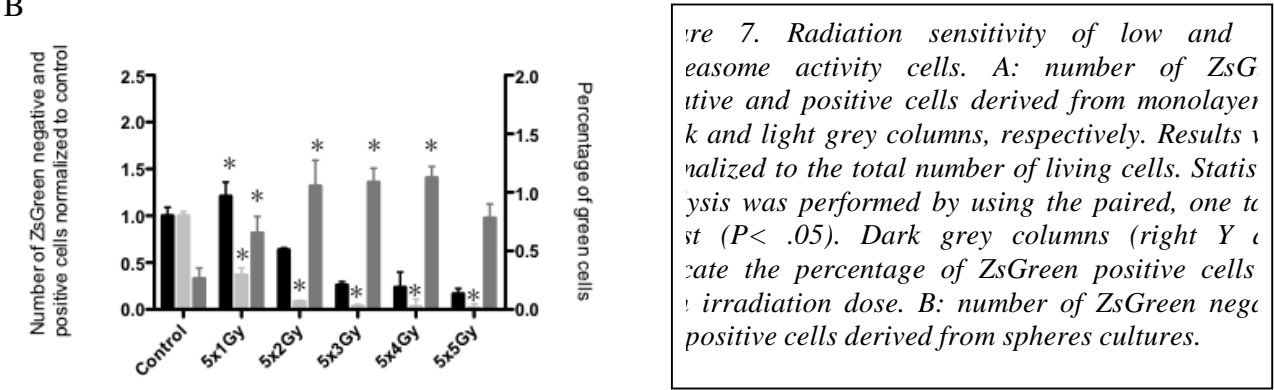 B
Number of ZsGreen negative and
positive cells normalized to control
2.5
2.0
1.5
1.0
0.5
0.0
2.0
1.5
1.0
0.5
0.0
Percentage of green cells
* * * * * * * * * *
Control
5x1Gy
5x2Gy
5x3Gy
5x4Gy
5x5Gy
re 7. Radiation sensitivity of low and
easome activity cells. A: number of ZsG
tive and positive cells derived from monolayer
k and light grey columns, respectively. Results
malized to the total number of living cells. Statis
ysis was performed by using the paired, one ta
st (P< .05). Dark grey columns (right Y
cate the percentage of ZsGreen positive cells
irradiation dose. B: number of ZsGreen nega
positive cells derived from spheres cultures.